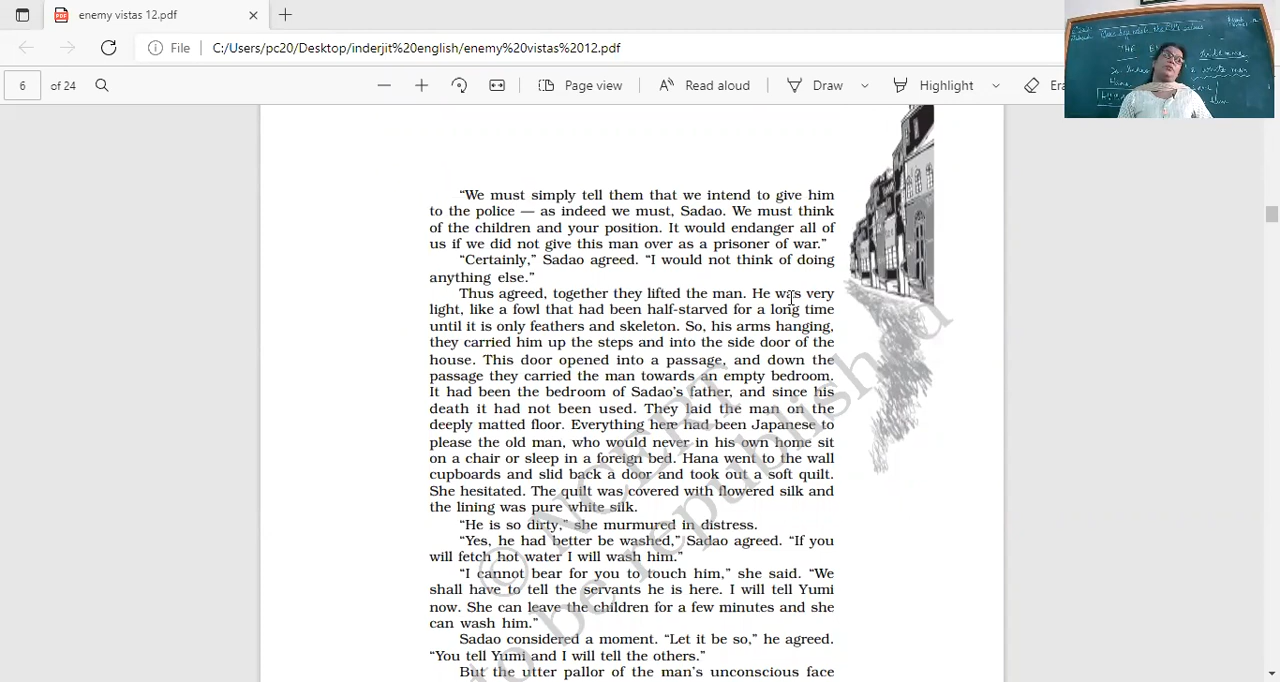 enemy vistas 12.pdf
File
C:/Users/pc20/Desktop/inderjit%20english/enemy%20vistas%2012.pdf
6 of 24
Page view
Read aloud
Draw
Highlight
Era
THE
“We must simply tell them that we intend to give him
to the police — as indeed we must, Sadao. We must think
of the children and your position. It would endanger all of
us if we did not give this man over as a prisoner of war.”
“Certainly,” Sadao agreed. “I would not think of doing
anything else.”
Thus agreed, together they lifted the man. He was very
light, like a fowl that had been half-starved for a long time
until it is only feathers and skeleton. So, his arms hanging,
they carried him up the steps and into the side door of the
house. This door opened into a passage, and down the
passage they carried the man towards an empty bedroom.
It had been the bedroom of Sadao’s father, and since his
death it had not been used. They laid the man on the
deeply matted floor. Everything here had been Japanese to
please the old man, who would never in his own home sit
on a chair or sleep in a foreign bed. Hana went to the wall
cupboards and slid back a door and took out a soft quilt.
She hesitated. The quilt was covered with flowered silk and
the lining was pure white silk.
“He is so dirty,” she murmured in distress.
“Yes, he had better be washed,” Sadao agreed. “If you
will fetch hot water I will wash him.”
“I cannot bear for you to touch him,” she said. “We
shall have to tell the servants he is here. I will tell Yumi
now. She can leave the children for a few minutes and she
can wash him.”
Sadao considered a moment. “Let it be so,” he agreed.
“You tell Yumi and I will tell the others.”
But the utter pallor of the man’s unconscious face
© NCERT
to be republished